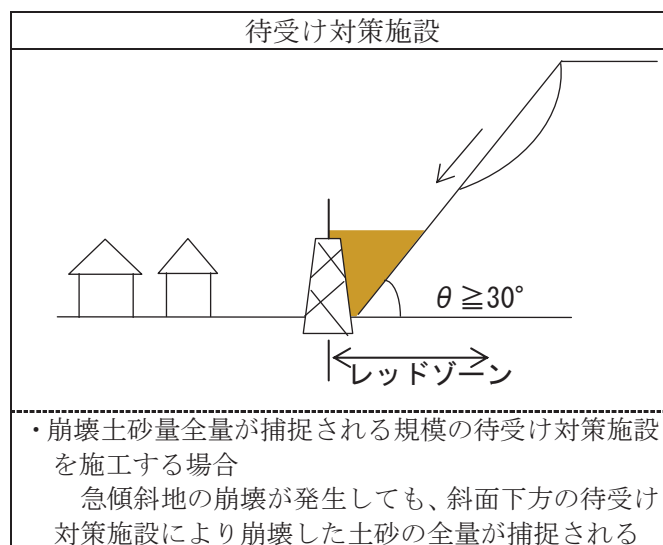 待受け対策施設
θ≧30°
レッドゾーン
・崩壊土砂量全量が捕捉される規模の待受け対策施設
を施工する場合
急傾斜地の崩壊が発生しても、斜面下方の待受け
対策施設により崩壊した土砂の全量が捕捉される